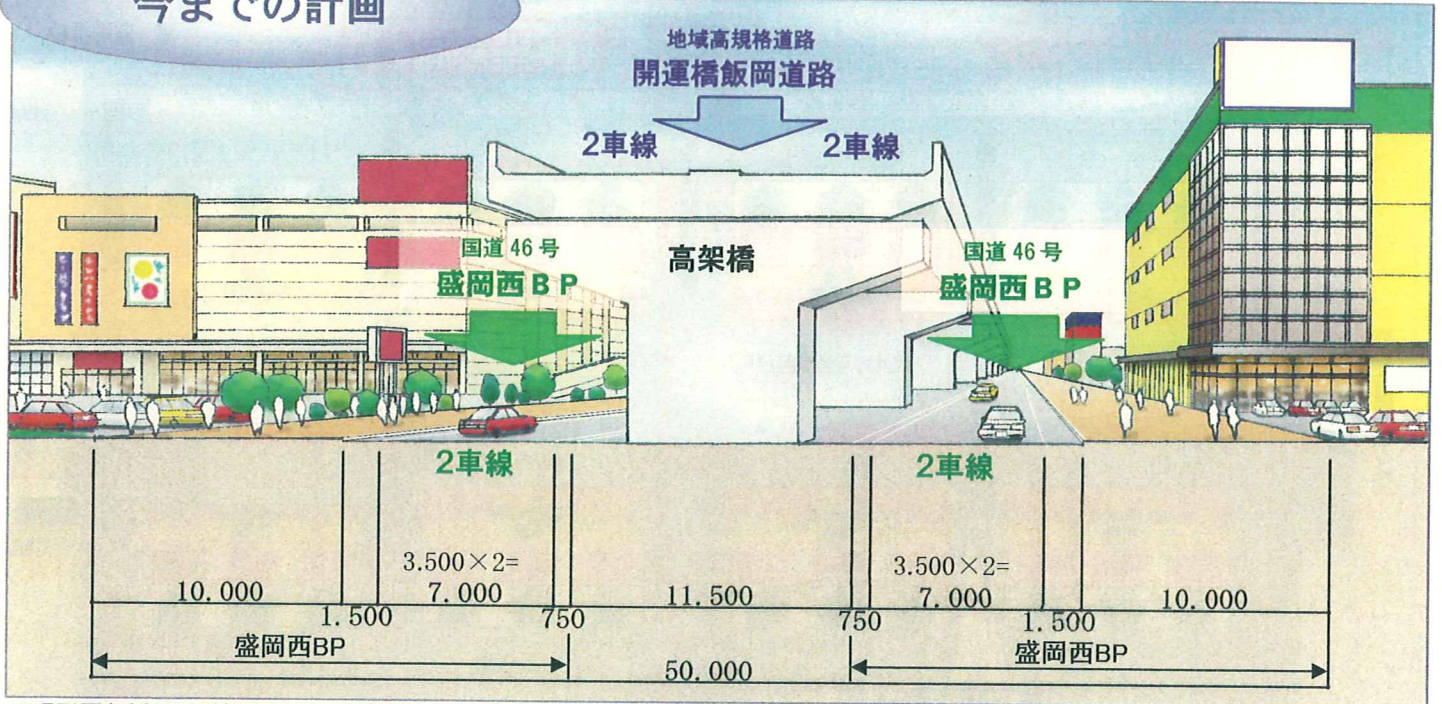 今までの計画
地域高規格道路
開運橋飯岡道路
2車線
2車線
国道46号
盛岡西BP
高架橋
国道46号
盛岡西BP
2車線
2車線
3.500×2=
3.500×2=
10.000
1.500
7.000
750
11.500
750
7.000
1.500
10.000
盛岡西BP
盛岡西BP
50.000